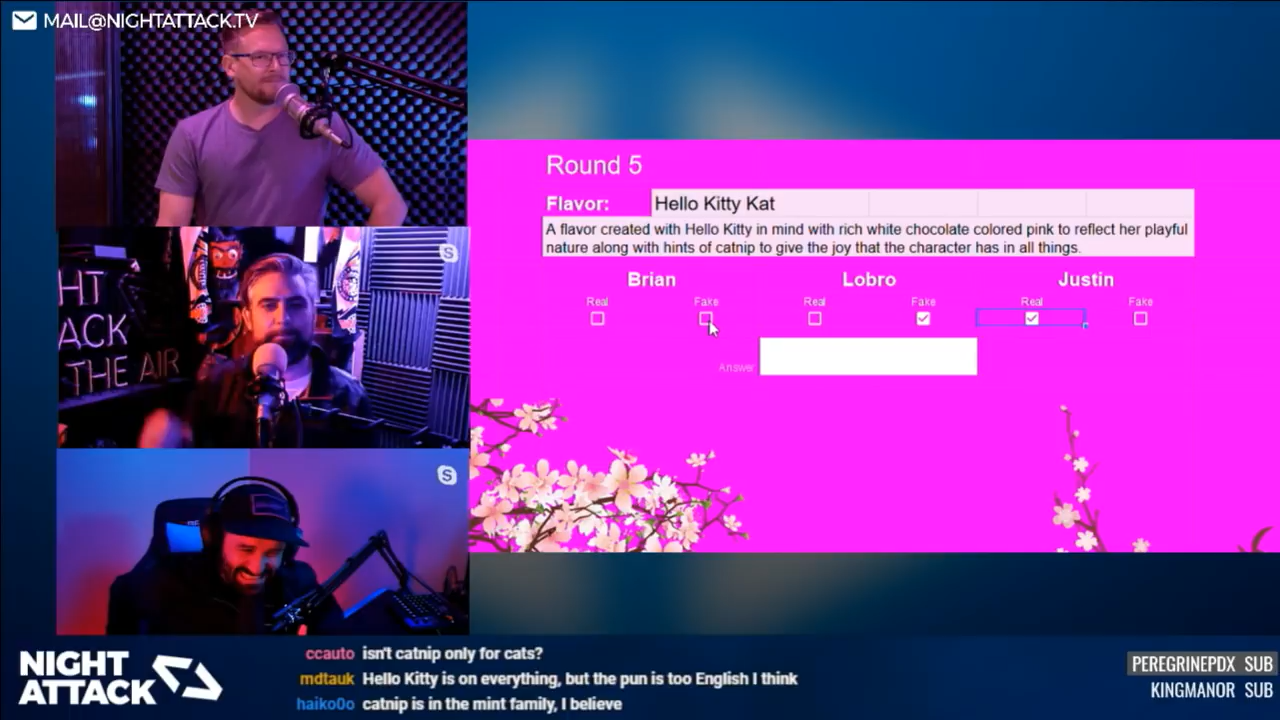 MAIL@NIGHTATTACK.TV
Round 5
Flavor: Hello Kitty Kat
A flavor created with Hello Kitty in mind with rich white chocolate colored pink to reflect her playful
nature along with hints of catnip to give the joy that the character has in all things.
Brian Lobro Justin
Real Fake Real Fake Real Fake
Answer
HT
ACK
THE AIR
NIGHT
ATTACK
ccauto isn't catnip only for cats?
mdtauk Hello Kitty is on everything, but the pun is too English I think
haiko0o catnip is in the mint family, I believe
PEREGRINEPDX SUB
KINGMANOR SUB